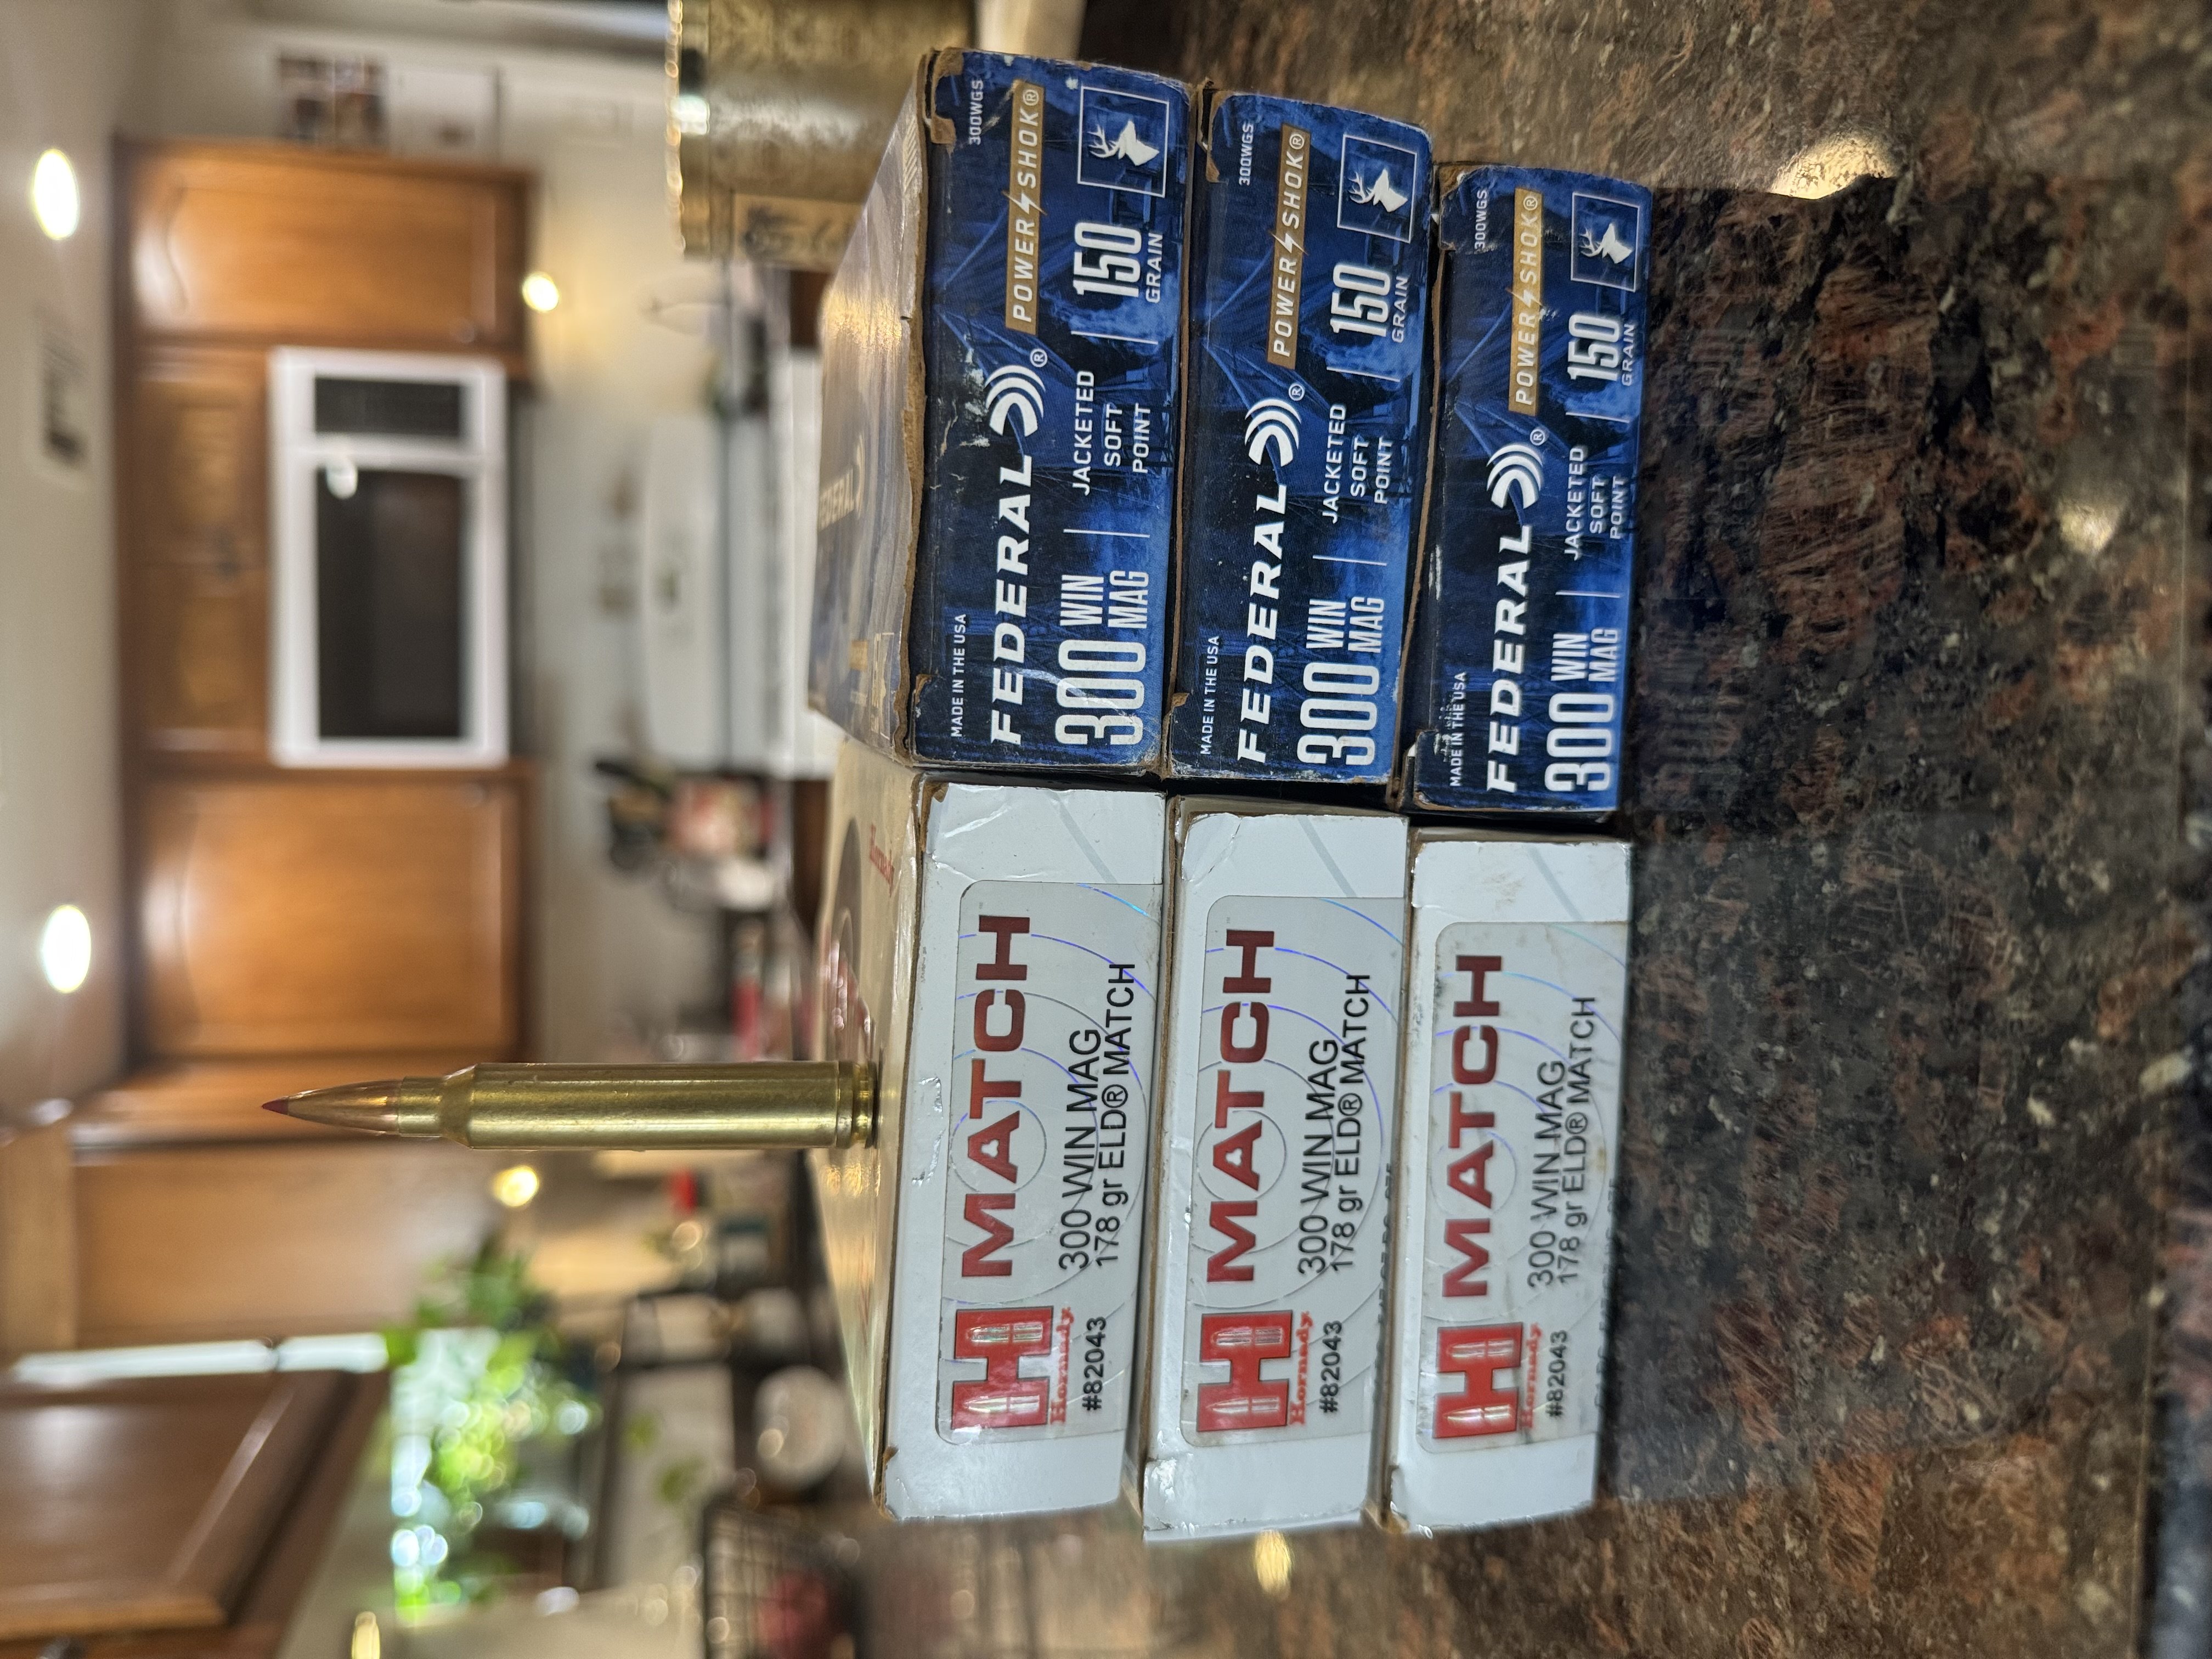 H MATCH
Hornady
300 WIN MAG
#82043 178 gr ELD® MATCH
Hornady
H MATCH
Hornady
300 WIN MAG
#82043 178 gr ELD® MATCH
H MATCH
Hornady
300 WIN MAG
#82043 178 gr ELD® MATCH
FEDERAL
MADE IN THE USA 300WGS
FEDERAL® POWER SHOK®
300 WIN MAG JACKETED SOFT POINT 150 GRAIN
MADE IN THE USA 300WGS
FEDERAL® POWER SHOK®
300 WIN MAG JACKETED SOFT POINT 150 GRAIN
MADE IN THE USA 300WGS
FEDERAL® POWER SHOK®
300 WIN MAG JACKETED SOFT POINT 150 GRAIN